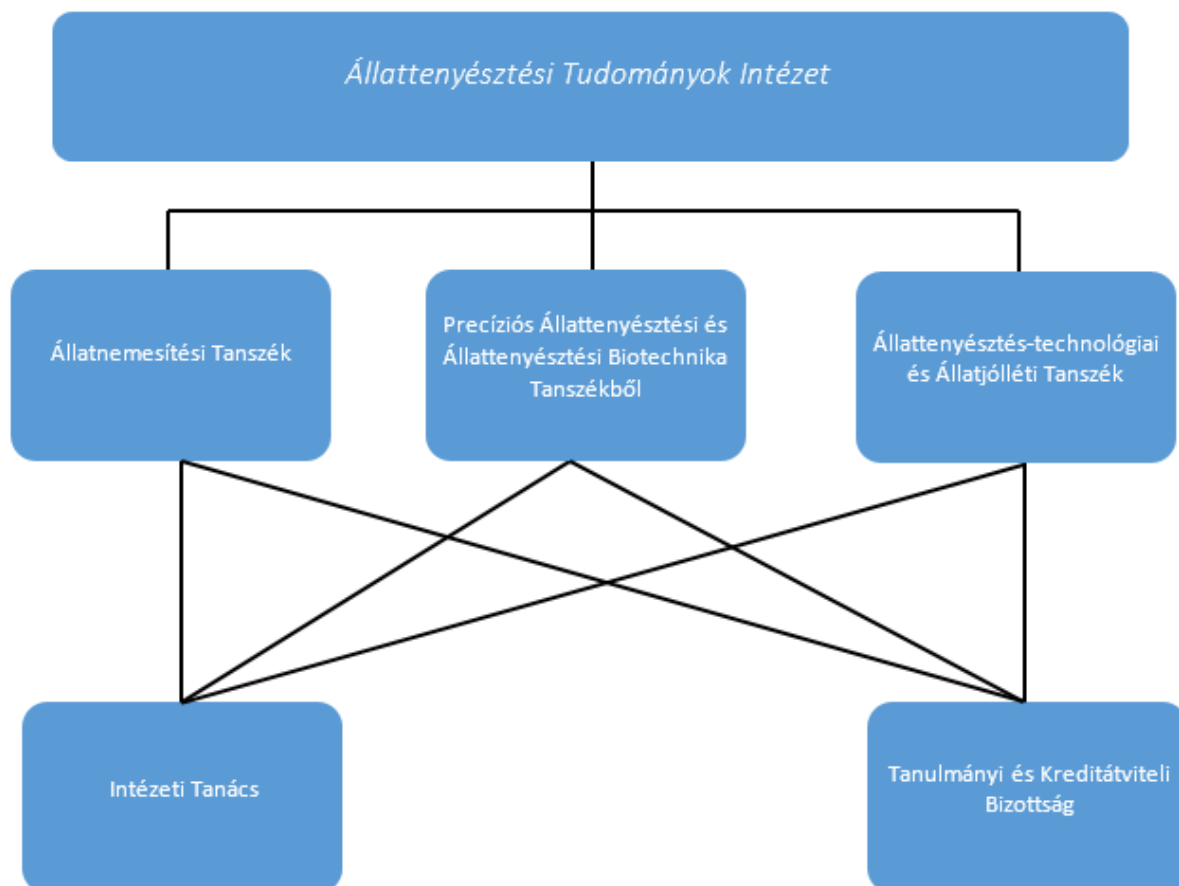 Állattenyésztési Tudományok Intézet
Állatnemesítési Tanszék
Precíziós Állattenyésztési és
Állattenyésztési Biotechnika
Tanszékből
Állattenyésztés-technológiai
és Állatjólléti Tanszék
Intézeti Tanács
Tanulmányi és Kreditátviteli
Bizottság